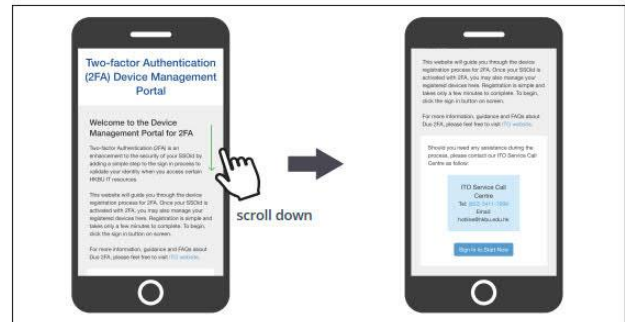 Two-factor Authentication
(2FA) Device Management
Portal
Welcome to the Device
Management Portal for 2FA
Two-factor Authentication (2FA) is an
enhancement to the security of your SSOid by
adding a simple step to the sign in process to
validate your identity when you access certain
HKBU IT resources.
This website will guide you through the device
registration process for 2FA. Once your SSOid is
activated with 2FA, you may also manage your
registered devices here. Registration is simple and
takes only a few minutes to complete. To begin,
click the sign in button on screen.
For more information, guidance and FAQs about
Duo 2FA, please feel free to visit ITO website.
scroll down
This website will guide you through the device
registration process for 2FA. Once your SSOid is
activated with 2FA, you may also manage your
registered devices here. Registration is simple and
takes only a few minutes to complete. To begin,
click the sign in button on screen.
For more information, guidance and FAQs about
Duo 2FA, please feel free to visit ITO website.
Should you need any assistance during the
process, please contact our ITO Service Call
Centre as follow:
ITO Service Call
Centre
Tel: (852) 3411-7899
Email:
hotline@hkbu.edu.hk
Sign In to Start Now